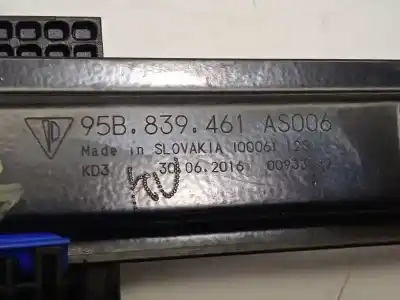 95B.839.461 AS006
Made in SLOVAKIA
KD3 30.06.2016